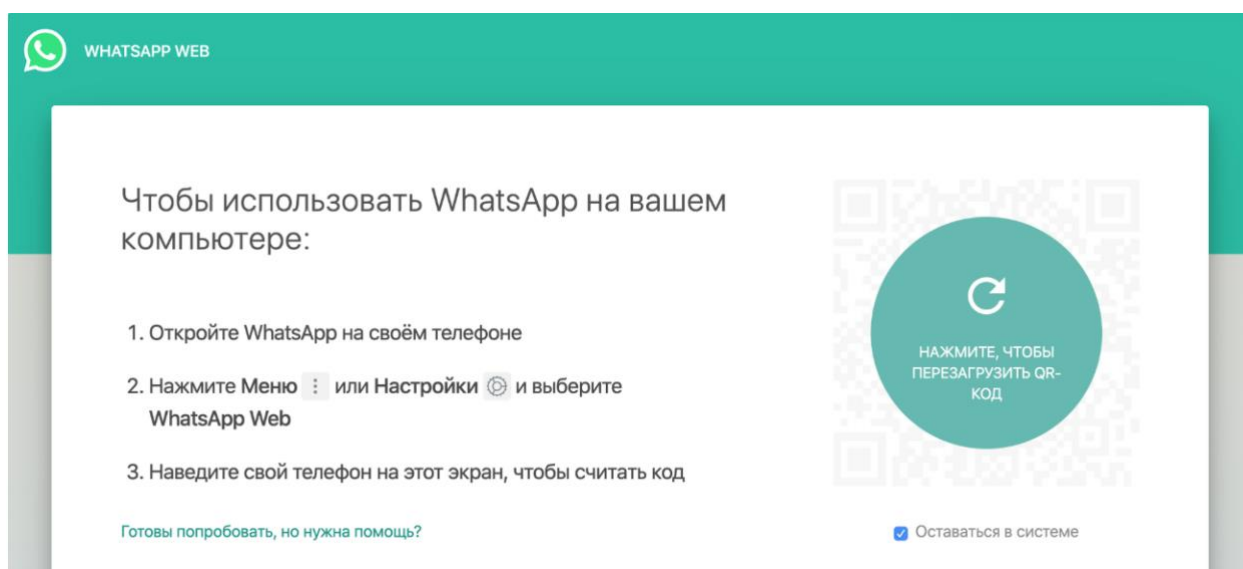 WHATSAPP WEB
Чтобы использовать WhatsApp на вашем
компьютере:
1. Откройте WhatsApp на своём телефоне
2. Нажмите Меню или Настройки и выберите
WhatsApp Web
3. Наведите свой телефон на этот экран, чтобы считать код
Готовы попробовать, но нужна помощь?
НАЖМИТЕ, ЧТОБЫ
ПЕРЕЗАГРУЗИТЬ QR-
КОД
Оставаться в системе